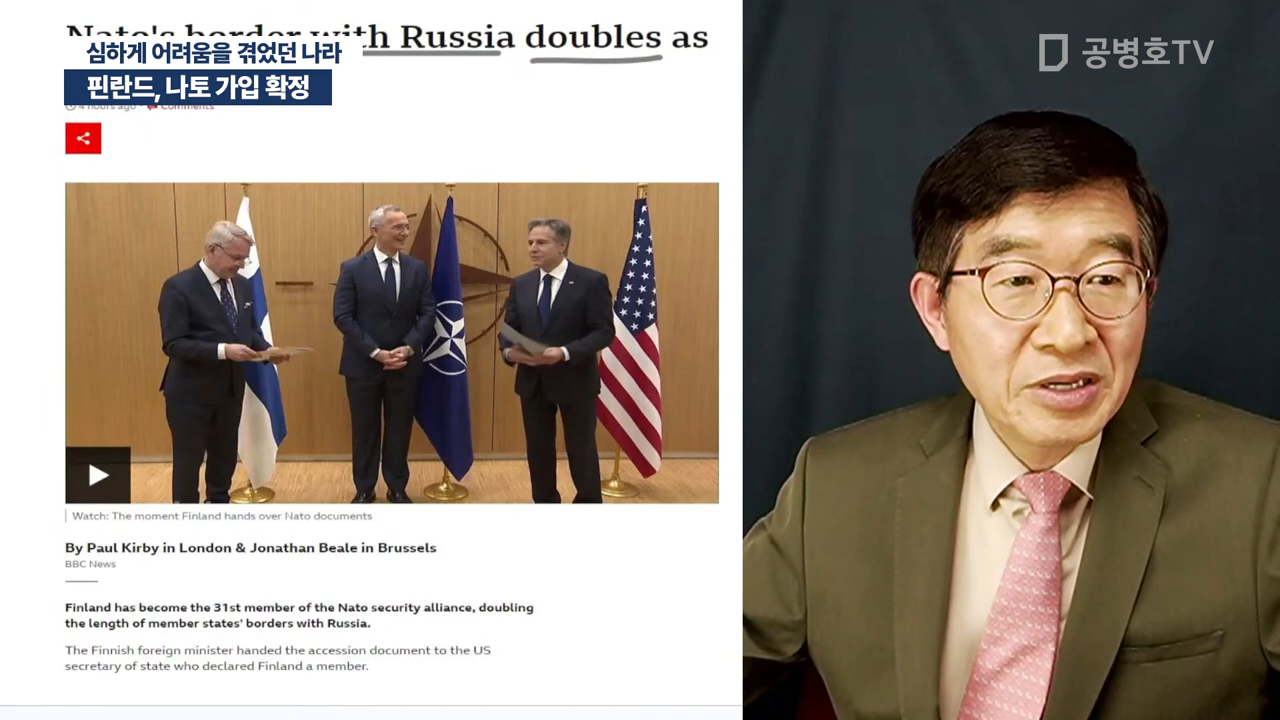 Nato's border with Russia doubles as
심하게 어려움을 겪었던 나라
핀란드, 나토 가입 확정
4 hours ago
Comments
공병호TV
Watch: The moment Finland hands over Nato documents
By Paul Kirby in London & Jonathan Beale in Brussels
BBC News
Finland has become the 31st member of the Nato security alliance, doubling
the length of member states' borders with Russia.
The Finnish foreign minister handed the accession document to the US
secretary of state who declared Finland a member.